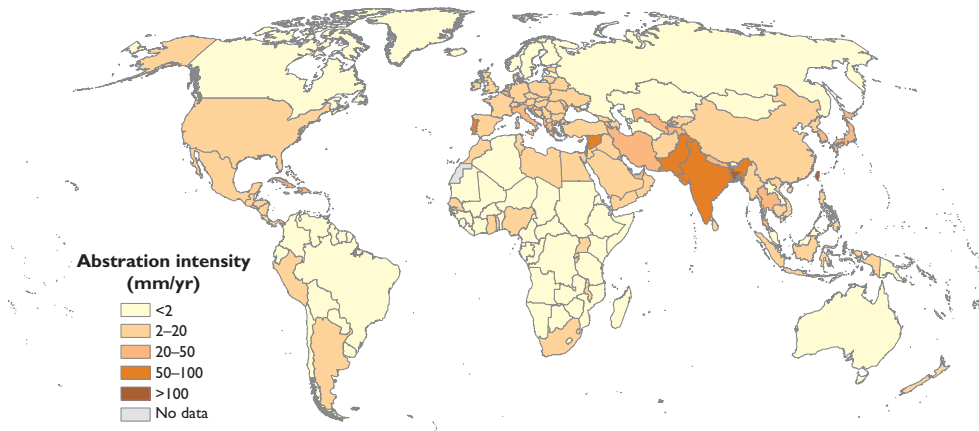 Abstration intensity
(mm/yr)
<2
2–20
20–50
50–100
>100
No data